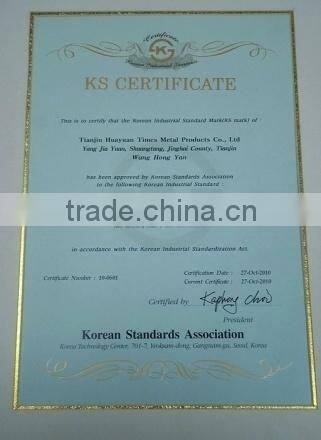 Certificate
KS
KS CERTIFICATE
This is to certify that the Korean Industrial Standard Mark(KS mark) of :
Tianjin Huayuan Times Metal Products Co., Ltd
Yang Jia Yuan, Shuangtang, Jinghai County, Tianjin
Wang Hong Yan
has been approved by Korean Standards Association
to the following Korean Industrial Standard :
trade.china.cn
in accordance with the Korean Industrial Standardization Act.
Certificate Number : 10-0601
Certification Date : 27-Oct-2010
Current Certificate : 27-Oct-2010
Certified by
President
Korean Standards Association
Korea Technology Center, 701-7, Yeoksam-dong, Gangnam-gu, Seoul, Korea